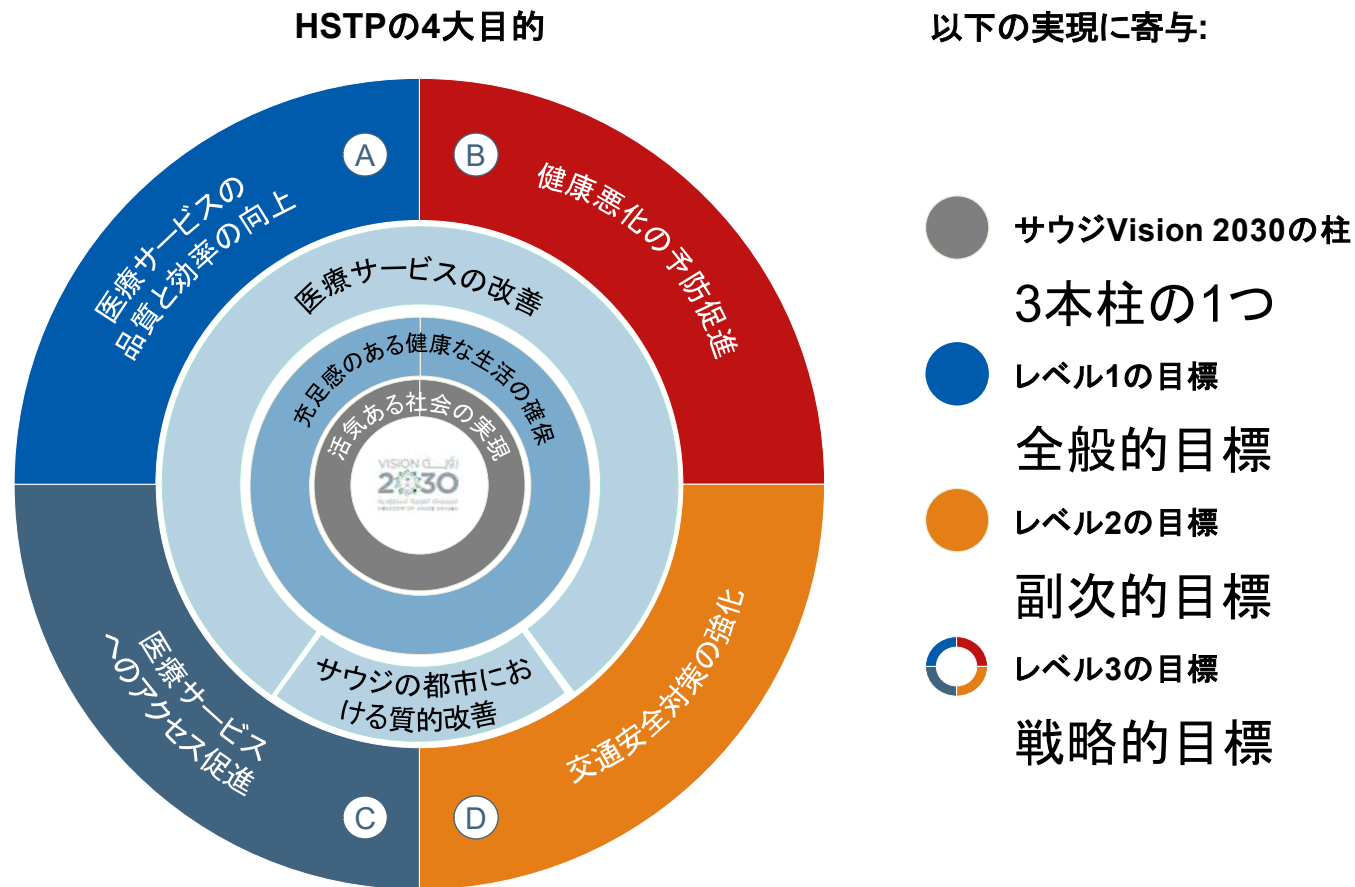 HSTPの4大目的
以下の実現に寄与:
A
医療サービスの
品質と効率の向上
B
健康悪化の予防促進
医療サービスの改善
充足感のある健康な生活の確保
活気ある社会の実現
VISION رؤيـــة
2030
サウジの都市にお
ける質的改善
医療サービス
へのアクセス促進
C
交通安全対策の強化
D
サウジVision 2030の柱
3本柱の1つ
レベル1の目標
全般的目標
レベル2の目標
副次的目標
レベル3の目標
戦略的目標